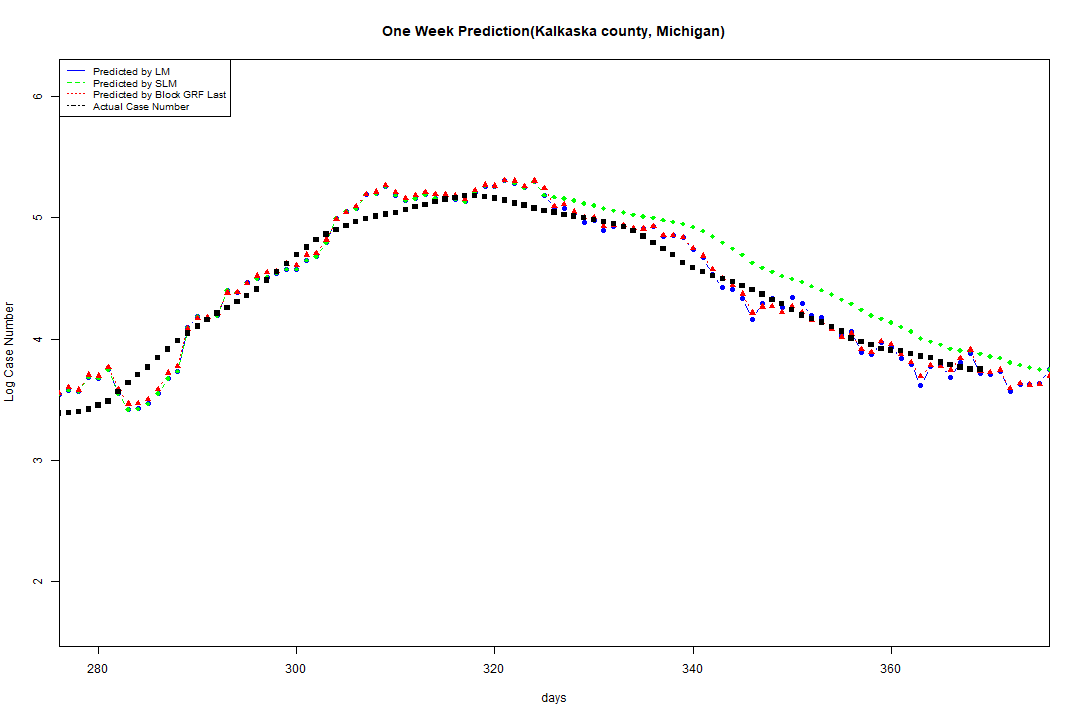 One Week Prediction(Kalkaska county, Michigan)
Predicted by LM
Predicted by SLM
Predicted by Block GRF Last
Actual Case Number
6
5
4
3
2
Log Case Number
280 300 320 340 360
days